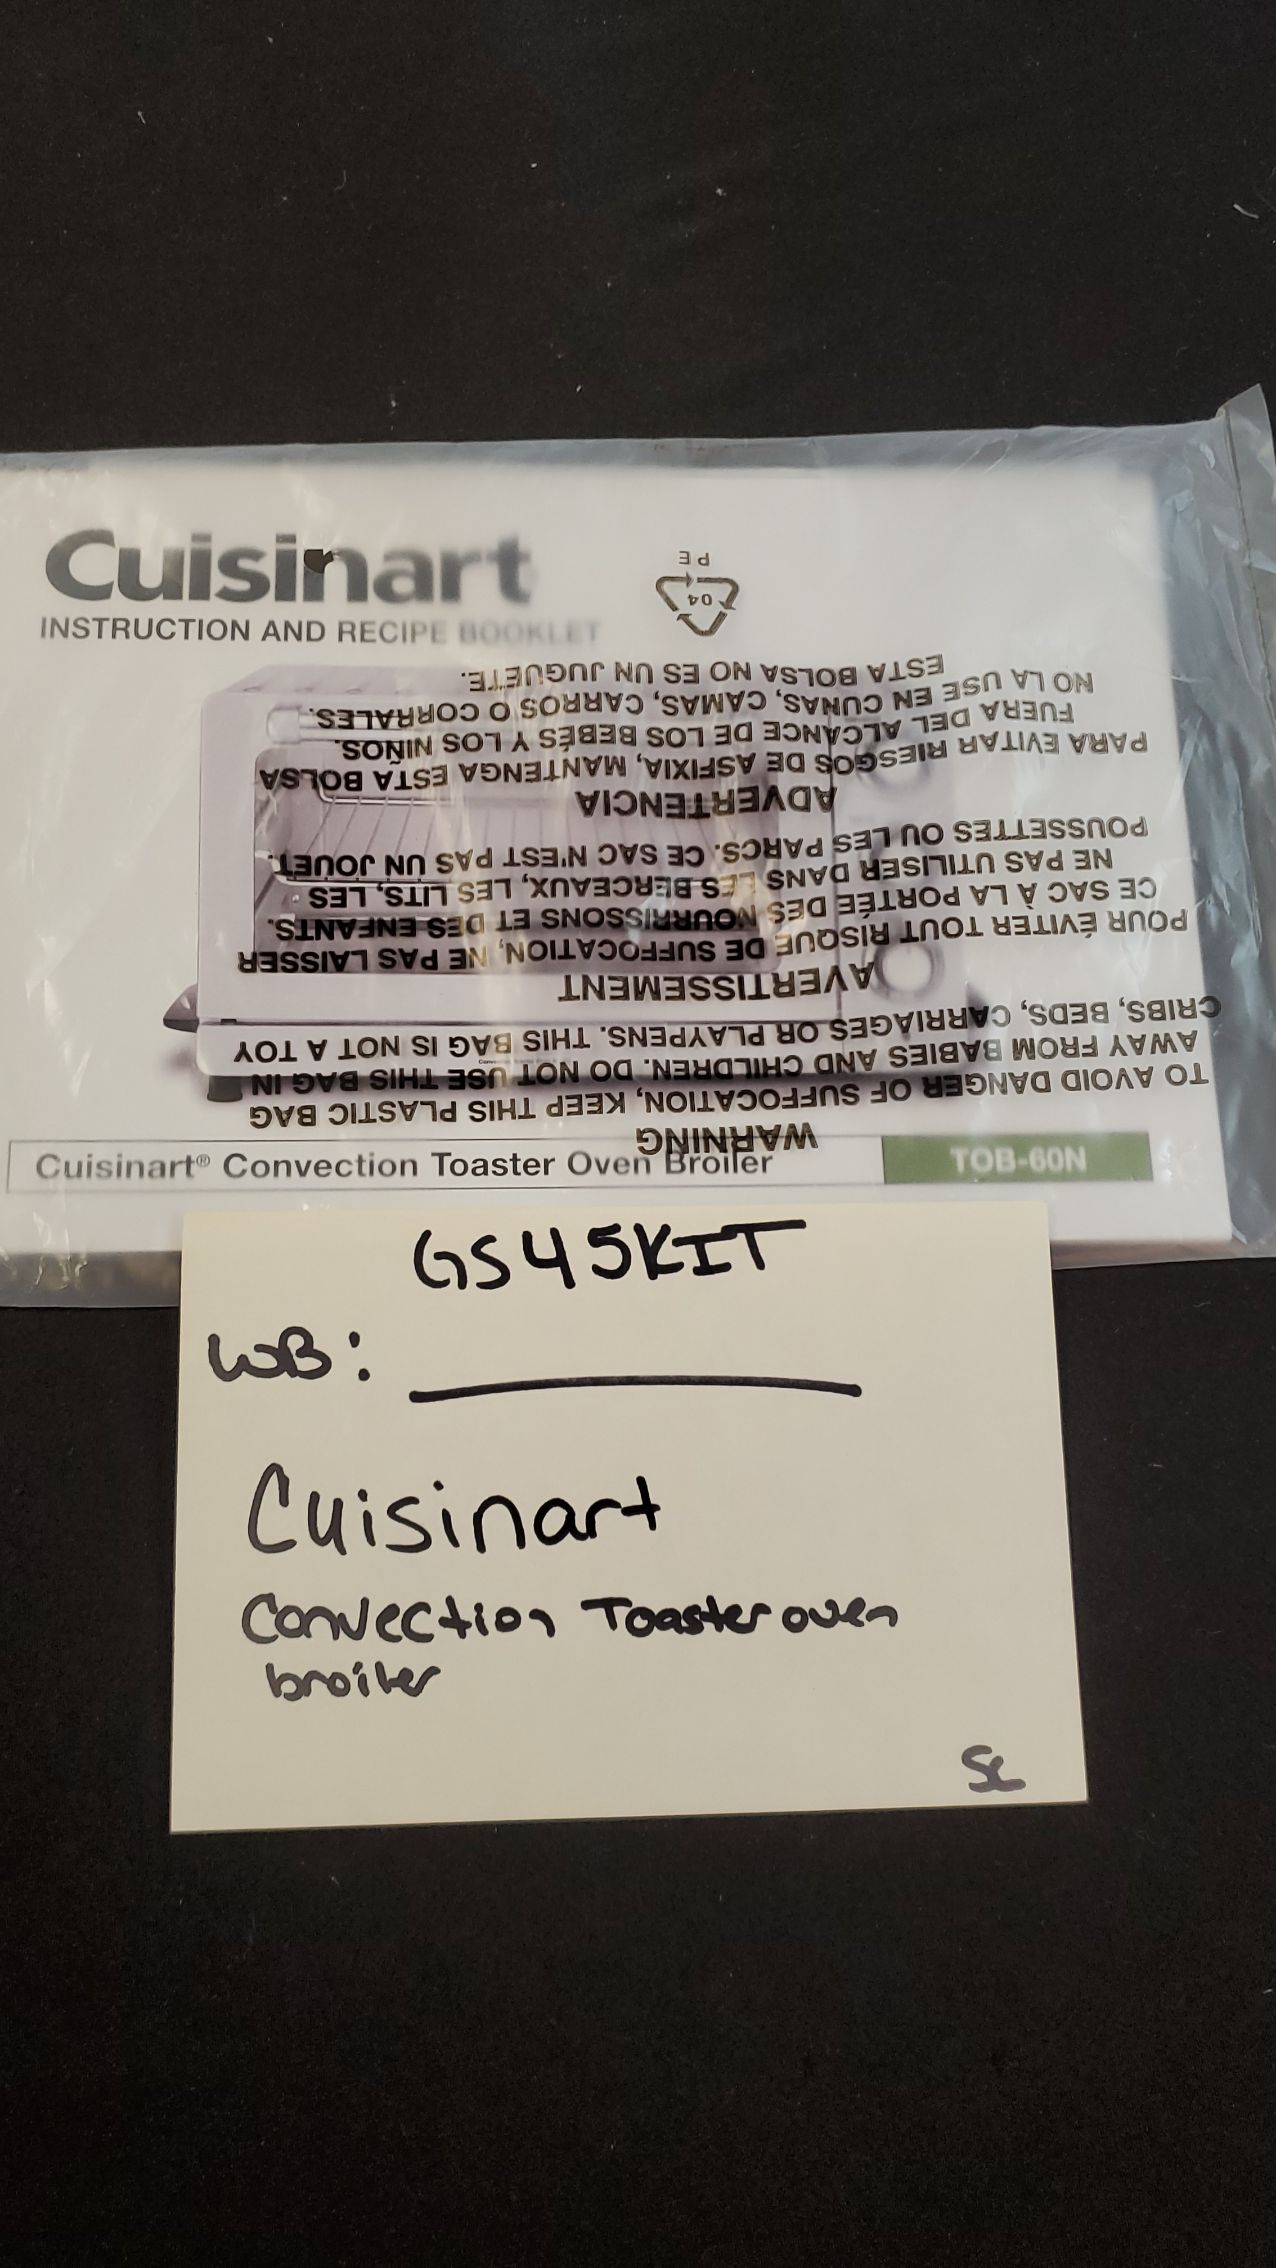 Cuisinart
INSTRUCTION AND RECIPE BOOKLET
Cuisinart® Convection Toaster Oven Broiler
TOB-60N
WARNING
TO AVOID DANGER OF SUFFOCATION, KEEP THIS PLASTIC BAG
AWAY FROM BABIES AND CHILDREN. DO NOT USE THIS BAG IN
CRIBS, BEDS, CARRIAGES OR PLAYPENS. THIS BAG IS NOT A TOY
AVERTISSEMENT
POUR ÉVITER TOUT RISQUE DE SUFFOCATION, NE PAS LAISSER
CE SAC À LA PORTÉE DES NOURRISSONS ET DES ENFANTS.
NE PAS UTILISER DANS LES BERCEAUX, LES LITS, LES
POUSSETTES OU LES PARCS. CE SAC N'EST PAS UN JOUET.
ADVERTENCIA
PARA EVITAR RIESGOS DE ASFIXIA, MANTENGA ESTA BOLSA
FUERA DEL ALCANCE DE LOS BEBÉS Y LOS NIÑOS.
NO LA USE EN CUNAS, CAMAS, CARROS O CORRALES.
ESTA BOLSA NO ES UN JUGUETE.
04
PE
GS45KIT
WB:
Cuisinart
Convection Toaster oven
broiler
SC